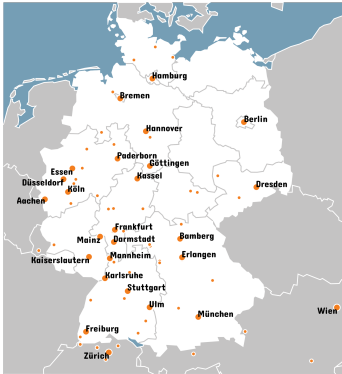 Hamburg
Bremen
Hannover
Berlin
Paderborn
Göttingen
Essen
Kassel
Düsseldorf
Köln
Dresden
Aachen
Frankfurt
Mainz
Darmstadt
Bamberg
Kaiserslautern
Mannheim
Erlangen
Karlsruhe
Stuttgart
Ulm
München
Wien
Freiburg
Zürich